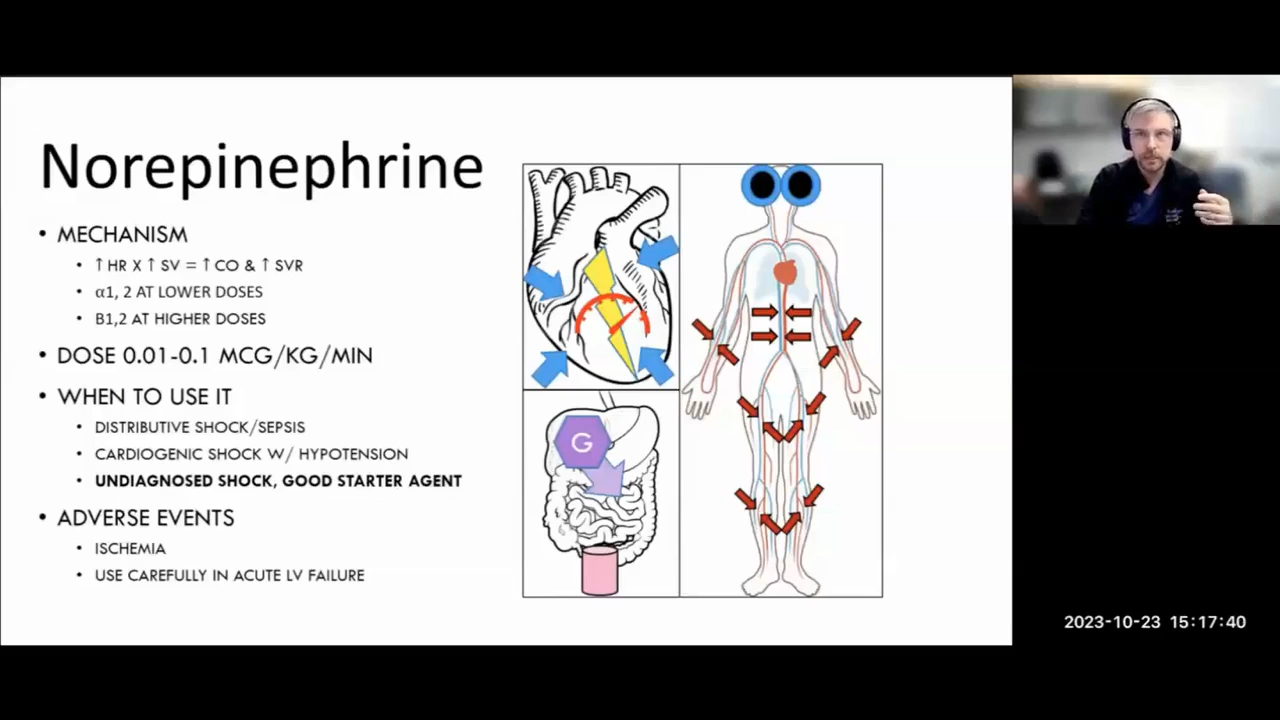 Norepinephrine
• MECHANISM
• ↑ HR X ↑ SV = ↑ CO & ↑ SVR
• α1, 2 AT LOWER DOSES
• B1,2 AT HIGHER DOSES
• DOSE 0.01-0.1 MCG/KG/MIN
• WHEN TO USE IT
• DISTRIBUTIVE SHOCK/SEPSIS
• CARDIOGENIC SHOCK W/ HYPOTENSION
• UNDIAGNOSED SHOCK, GOOD STARTER AGENT
• ADVERSE EVENTS
• ISCHEMIA
• USE CAREFULLY IN ACUTE LV FAILURE
G
2023-10-23 15:17:40